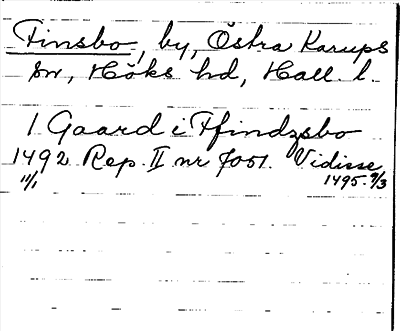 Finsbo, by, Östra Karups
sn, Höks hd, Hall. l.
1 Gaard i Ffindzsbo
1492 Rep. II nr 7051. Vidisse
11/1 1495. 9/3